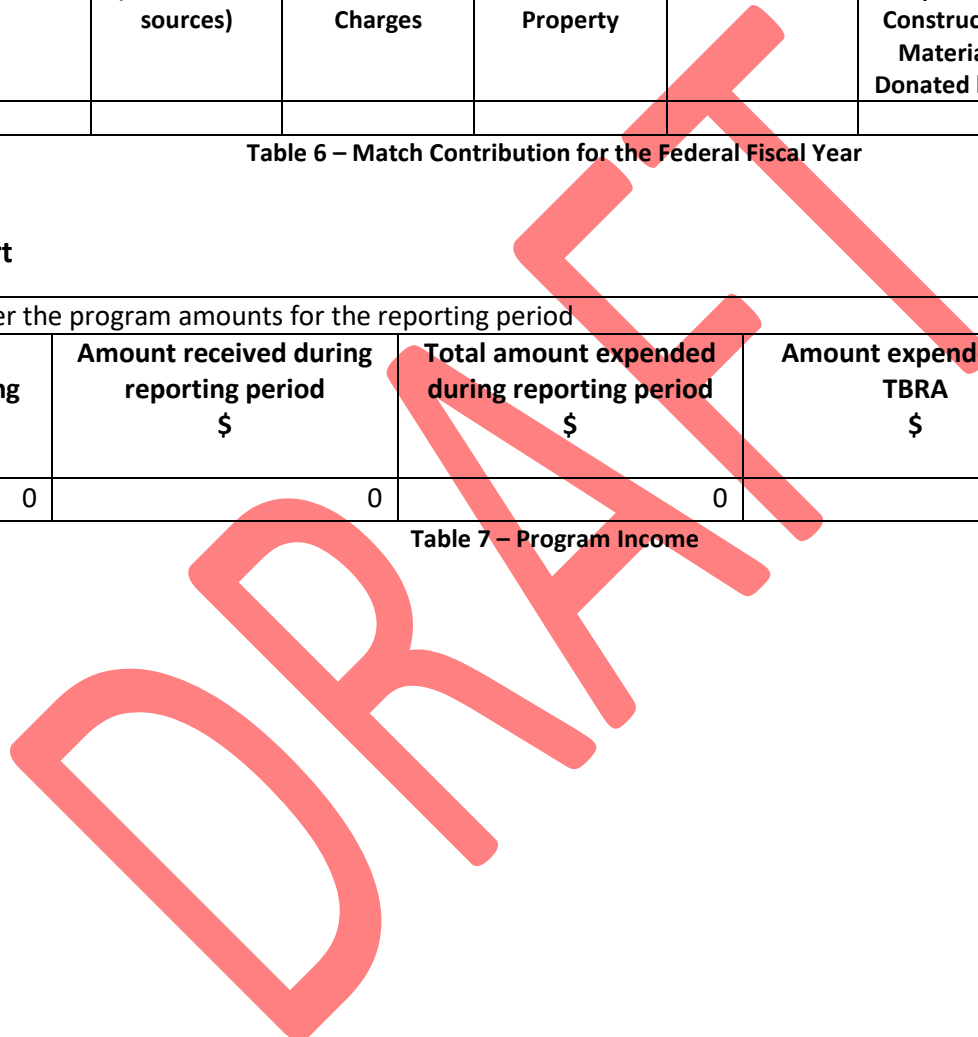 sources) Charges Property Construc
Materia
Donated
Table 6 – Match Contribution for the Federal Fiscal Year
rt
er the program amounts for the reporting period
Amount received during Total amount expended Amount expend
ng reporting period during reporting period TBRA
$ $ $
0 0 0
Table 7 – Program Income
DRAFT